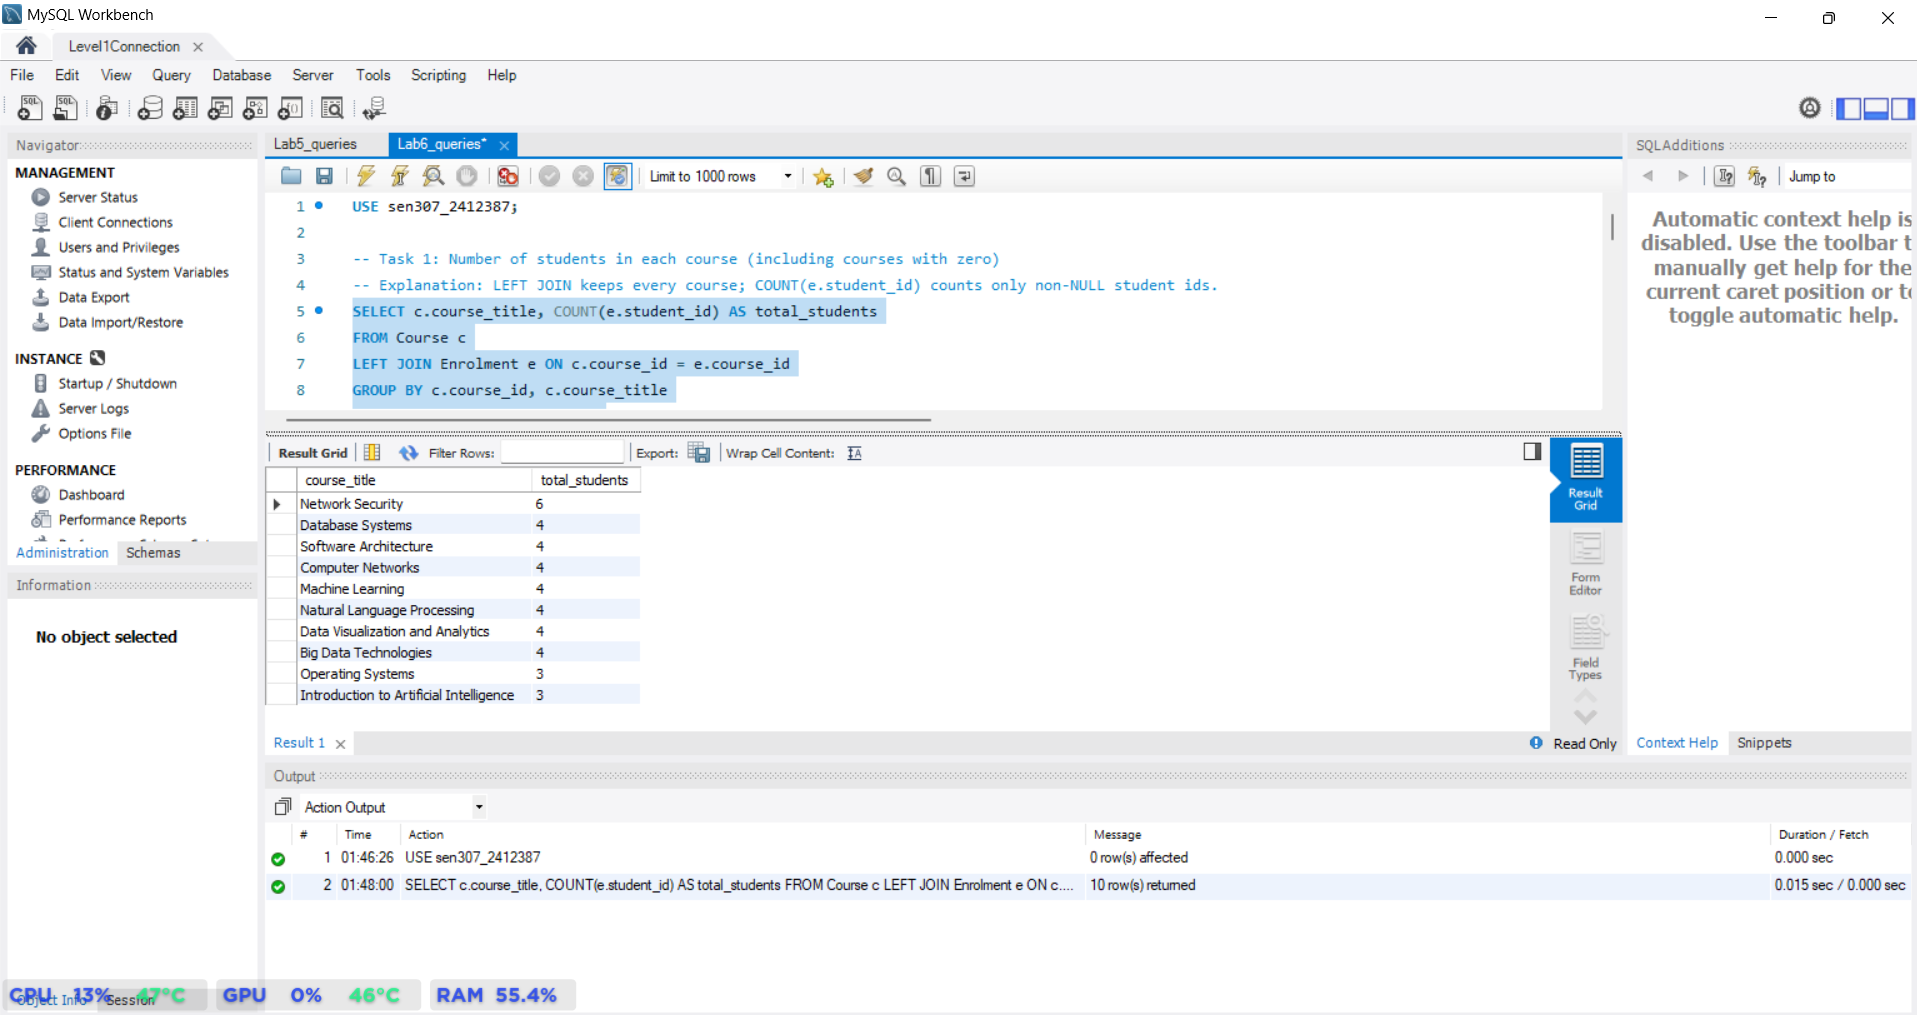 MySQL Workbench
Level1Connection
File Edit View Query Database Server Tools Scripting Help
Navigator
MANAGEMENT
Server Status
Client Connections
Users and Privileges
Status and System Variables
Data Export
Data Import/Restore
INSTANCE
Startup / Shutdown
Server Logs
Options File
PERFORMANCE
Dashboard
Performance Reports
Administration Schemas
Information
No object selected
Object Info Session
Lab5_queries Lab6_queries*
Limit to 1000 rows
1 USE sen307_2412387;
2
3 -- Task 1: Number of students in each course (including courses with zero)
4 -- Explanation: LEFT JOIN keeps every course; COUNT(e.student_id) counts only non-NULL student ids.
5 SELECT c.course_title, COUNT(e.student_id) AS total_students
6 FROM Course c
7 LEFT JOIN Enrolment e ON c.course_id = e.course_id
8 GROUP BY c.course_id, c.course_title
Result Grid Filter Rows: Export: Wrap Cell Content:
course_title total_students
Network Security 6
Database Systems 4
Software Architecture 4
Computer Networks 4
Machine Learning 4
Natural Language Processing 4
Data Visualization and Analytics 4
Big Data Technologies 4
Operating Systems 3
Introduction to Artificial Intelligence 3
Result
Grid
Form
Editor
Field
Types
Result 1
Read Only
SQLAdditions
Jump to
Automatic context help is
disabled. Use the toolbar t
manually get help for the
current caret position or to
toggle automatic help.
Context Help Snippets
Output
Action Output
# Time Action Message Duration / Fetch
1 01:46:26 USE sen307_2412387 0 row(s) affected 0.000 sec
2 01:48:00 SELECT c.course_title, COUNT(e.student_id) AS total_students FROM Course c LEFT JOIN Enrolment e ON c.... 10 row(s) returned 0.015 sec / 0.000 sec
CPU 13% 47°C GPU 0% 46°C RAM 55.4%